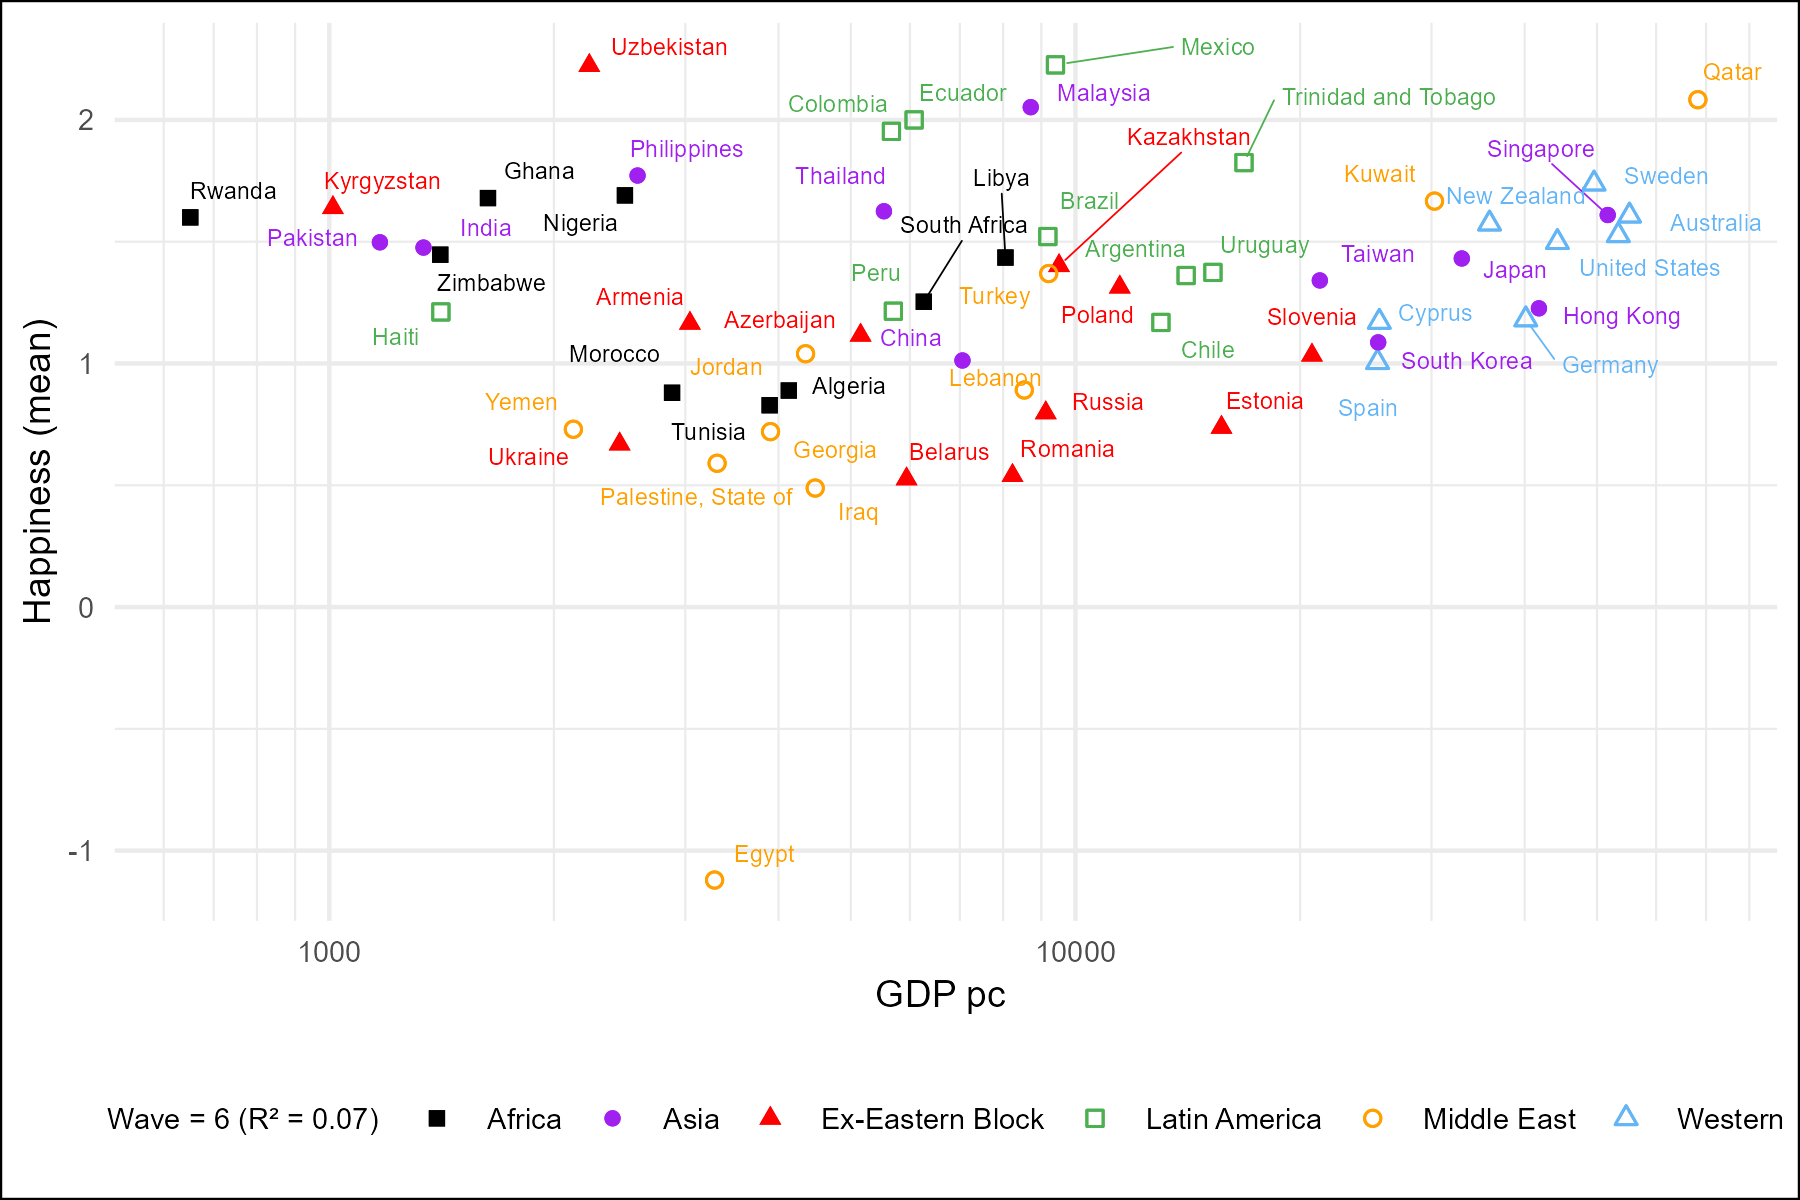 Uzbekistan
Mexico
Qatar
Colombia
Ecuador
Malaysia
Trinidad and Tobago
2
Kazakhstan
Philippines
Singapore
Ghana
Thailand
Libya
Kuwait
Sweden
Rwanda
Kyrgyzstan
Brazil
New Zealand
Nigeria
South Africa
Australia
Pakistan
India
Argentina
Uruguay
Taiwan
Peru
Japan
United States
Zimbabwe
Armenia
Turkey
Haiti
Azerbaijan
China
Poland
Slovenia
Cyprus
Hong Kong
Morocco
Chile
1
Jordan
Lebanon
South Korea
Germany
Algeria
Yemen
Russia
Estonia
Spain
Tunisia
Ukraine
Georgia
Belarus
Romania
Palestine, State of
Iraq
0
-1
Egypt
Happiness (mean)
1000
10000
GDP pc
Wave = 6 (R² = 0.07) Africa Asia Ex-Eastern Block Latin America Middle East Western